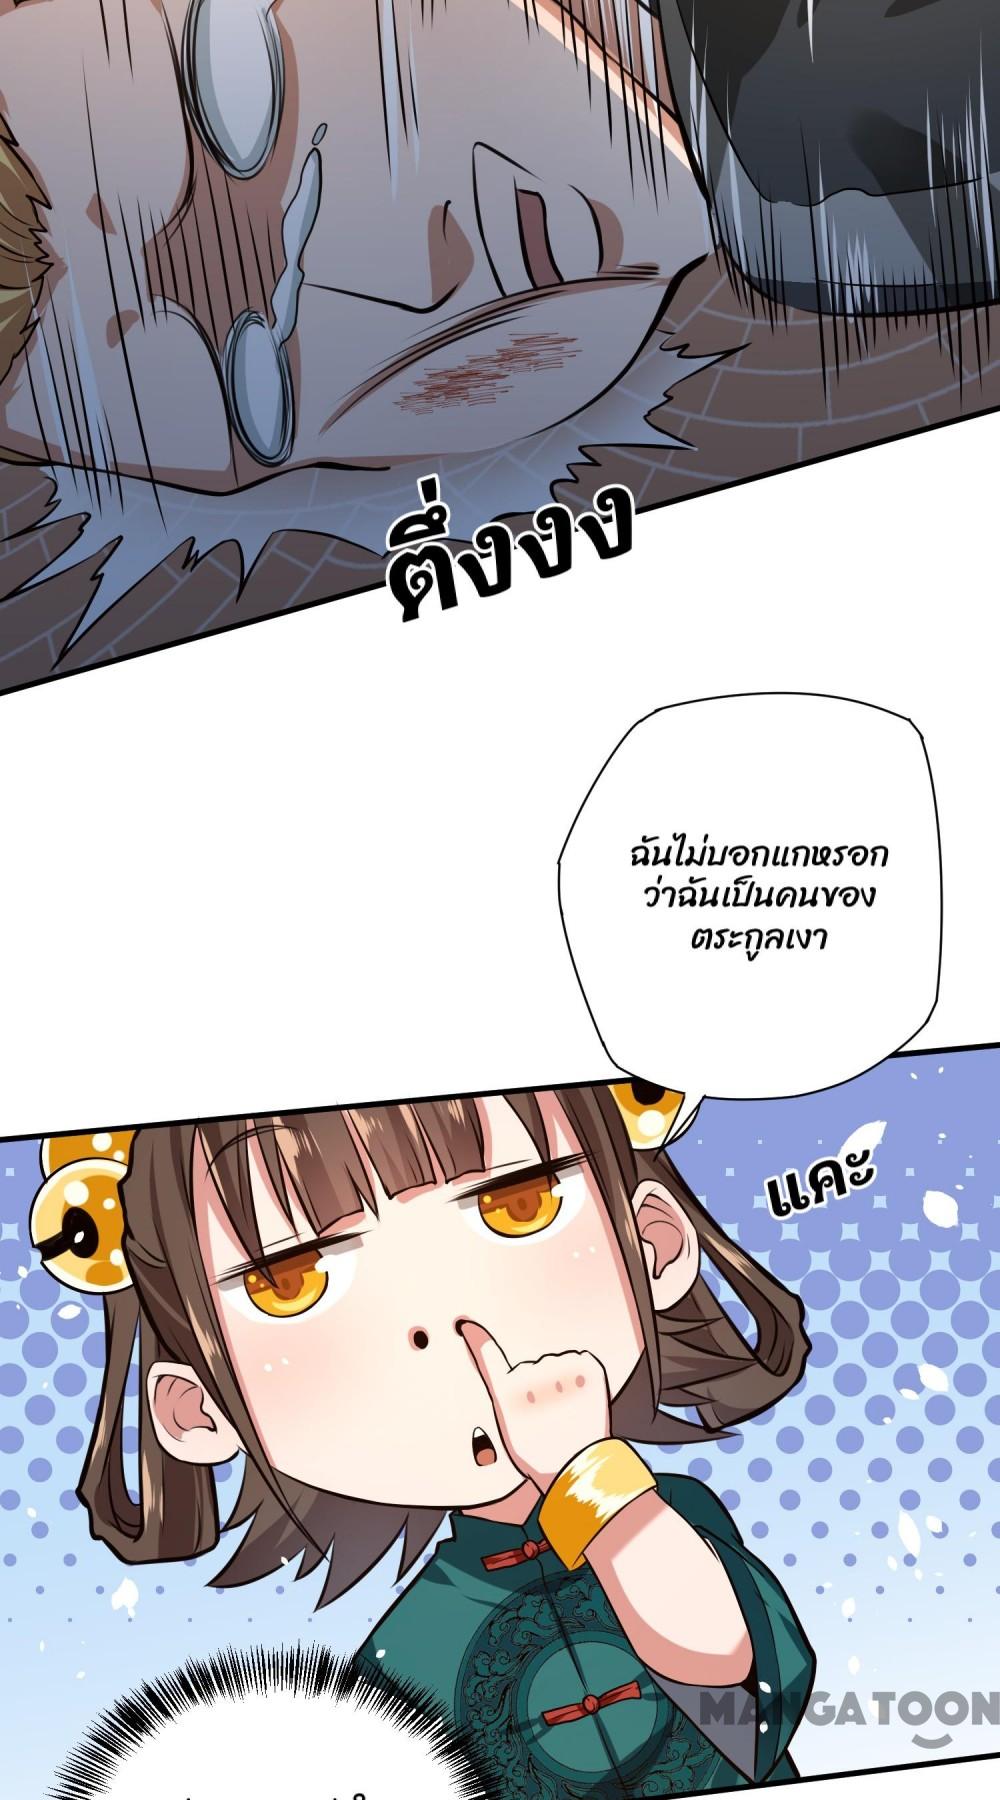 ตึ่งงง
ฉันไม่บอกแกหรอก
ว่าฉันเป็นคนของ
ตระกูลเงา
แคะ
MANGATOON